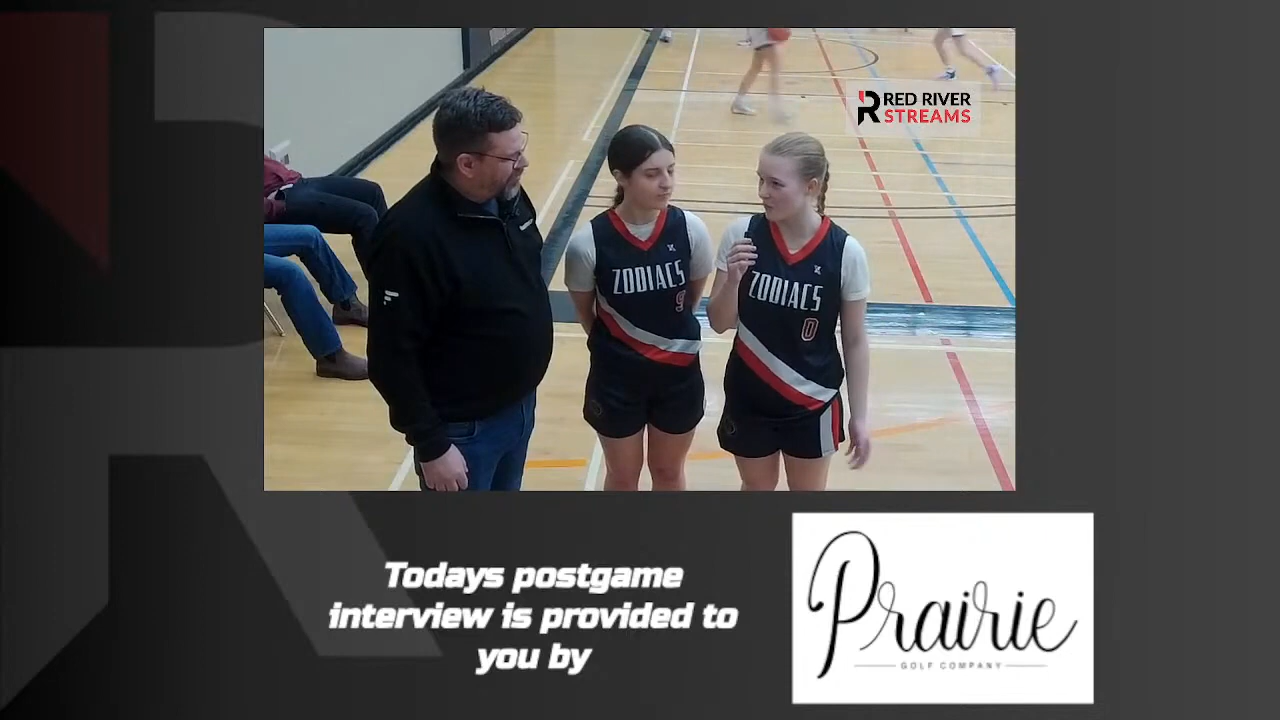 RED RIVER
STREAMS
ZODIACS
9
ZODIACS
0
Todays postgame
interview is provided to
you by
Prairie
GOLF COMPANY